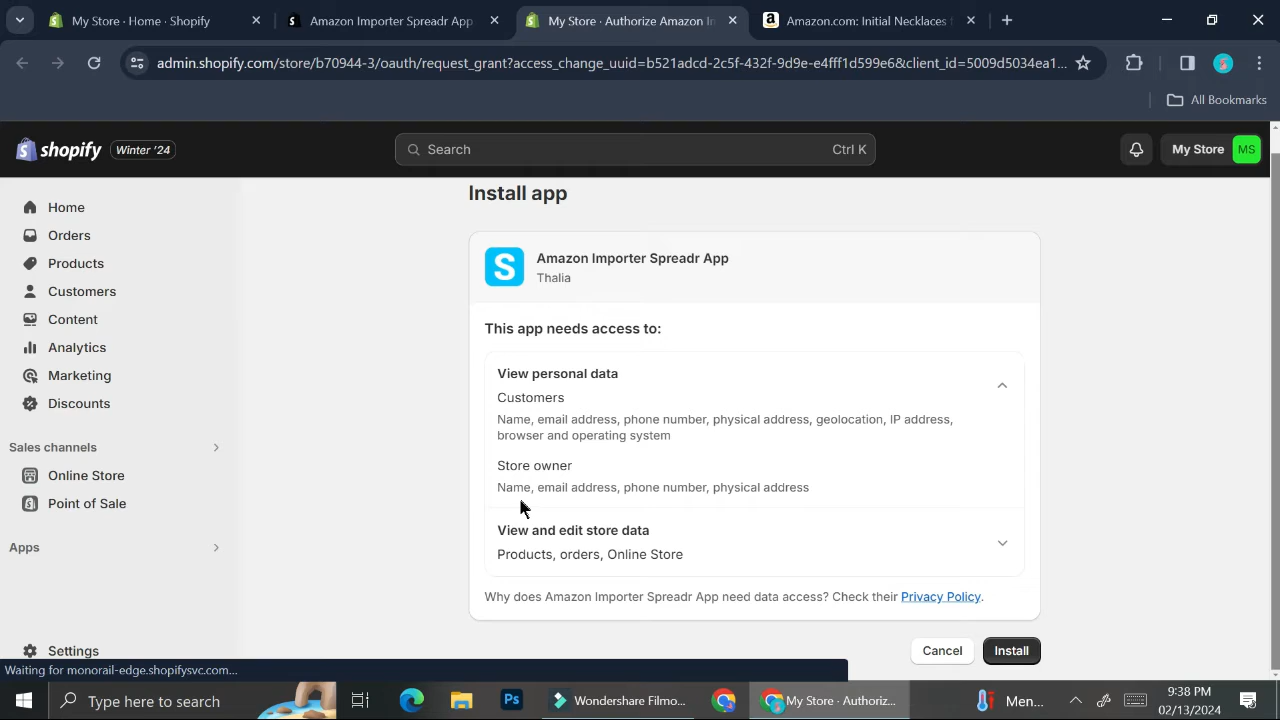 My Store · Home · Shopify
Amazon Importer Spreadr App
My Store · Authorize Amazon In
Amazon.com: Initial Necklaces f
admin.shopify.com/store/b70944-3/oauth/request_grant?access_change_uuid=b521adcd-2c5f-432f-9d9e-e4fff1d599e6&client_id=5009d5034ea1...
All Bookmarks
shopify
Winter '24
Search
Ctrl K
My Store
MS
Home
Orders
Products
Customers
Content
Analytics
Marketing
Discounts
Sales channels
Online Store
Point of Sale
Apps
Settings
Install app
S
Amazon Importer Spreadr App
Thalia
This app needs access to:
View personal data
Customers
Name, email address, phone number, physical address, geolocation, IP address,
browser and operating system
Store owner
Name, email address, phone number, physical address
View and edit store data
Products, orders, Online Store
Why does Amazon Importer Spreadr App need data access? Check their Privacy Policy.
Cancel
Install
Waiting for monorail-edge.shopifysvc.com...
Type here to search
Ps
Wondershare Filmo...
My Store · Authoriz...
Men...
9:38 PM
02/13/2024